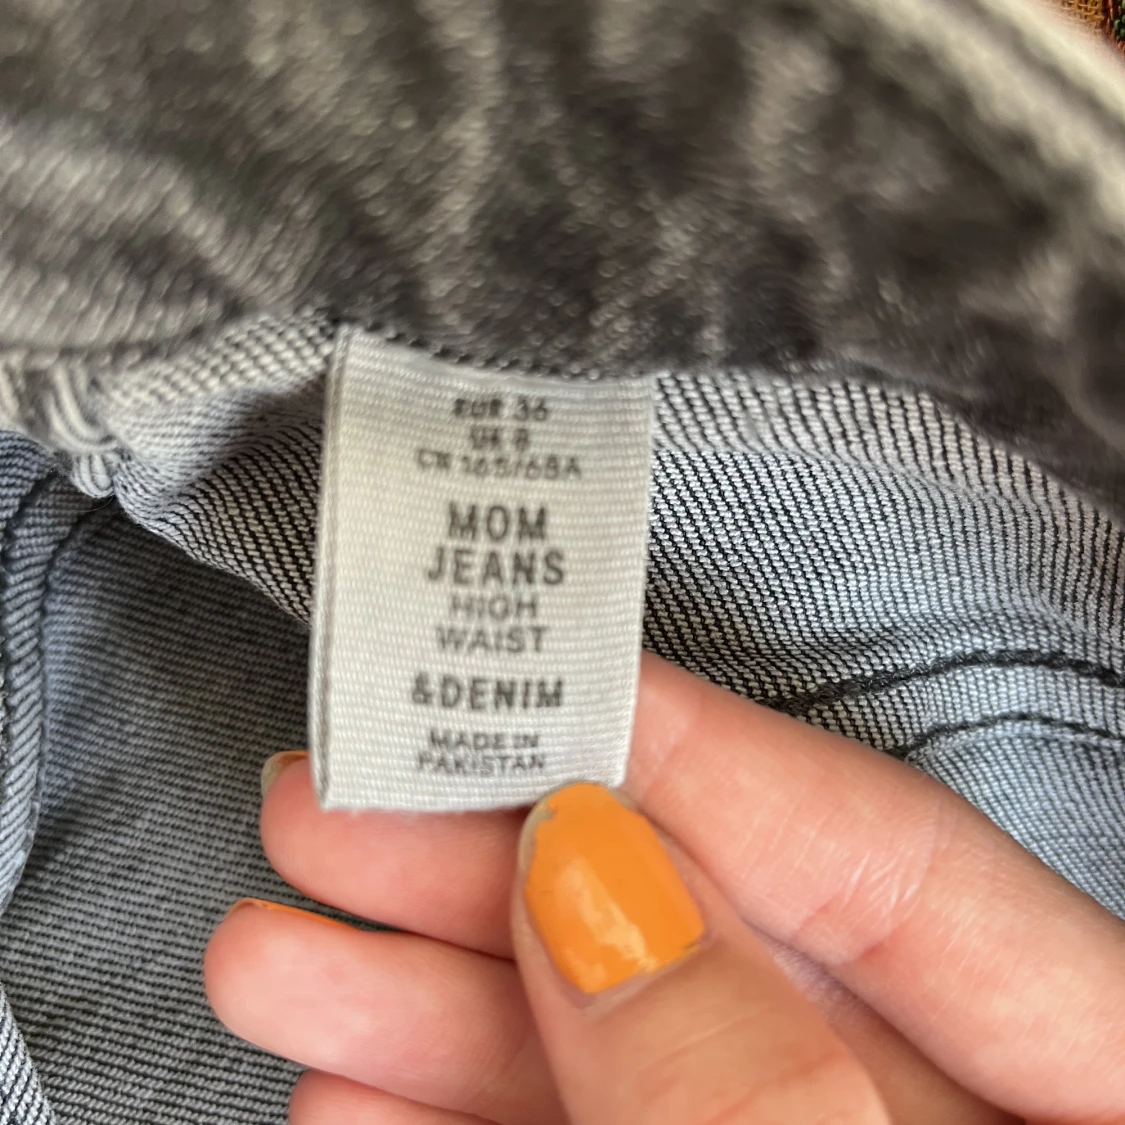 EUR 36
UK 8
CN 165/68A
MOM
JEANS
HIGH
WAIST
&DENIM
MADE IN
PAKISTAN